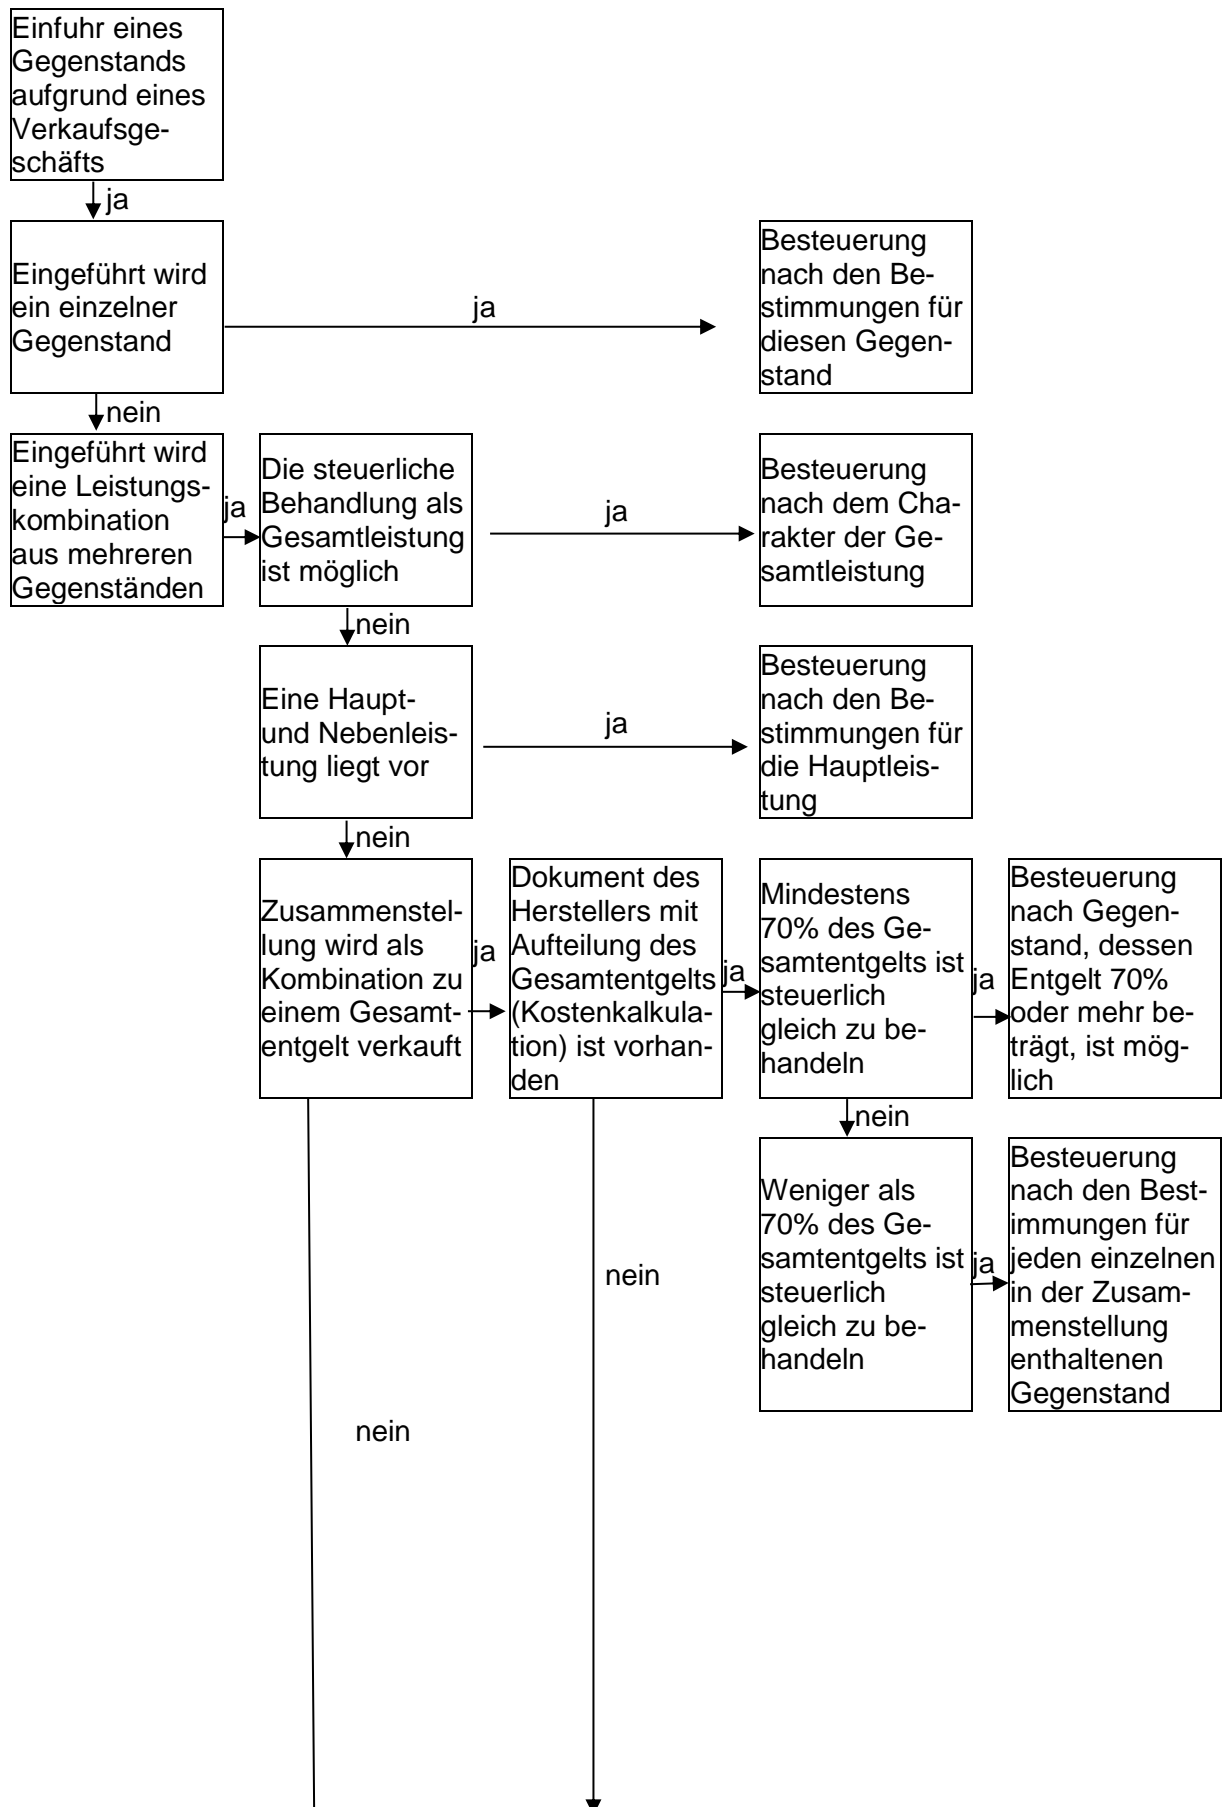 Einfuhr eines
Gegenstands
aufgrund eines
Verkaufsge-
schäfts
ja
Eingeführt wird
ein einzelner
Gegenstand
ja
Besteuerung
nach den Be-
stimmungen für
diesen Gegen-
stand
nein
Eingeführt wird
eine Leistungs-
kombination
aus mehreren
Gegenständen
ja
Die steuerliche
Behandlung als
Gesamtleistung
ist möglich
ja
Besteuerung
nach dem Cha-
rakter der Ge-
samtleistung
nein
Eine Haupt-
und Nebenleis-
tung liegt vor
ja
Besteuerung
nach den Be-
stimmungen für
die Hauptleis-
tung
nein
Zusammenstel-
lung wird als
Kombination zu
einem Gesamt-
entgelt verkauft
ja
Dokument des
Herstellers mit
Aufteilung des
Gesamtentgelts
(Kostenkalkula-
tion) ist vorhan-
den
ja
Mindestens
70% des Ge-
samtentgelts ist
steuerlich
gleich zu be-
handeln
ja
Besteuerung
nach Gegen-
stand, dessen
Entgelt 70%
oder mehr be-
trägt, ist mög-
lich
nein
Weniger als
70% des Ge-
samtentgelts ist
steuerlich
gleich zu be-
handeln
ja
Besteuerung
nach den Best-
immungen für
jeden einzelnen
in der Zusam-
menstellung
enthaltenen
Gegenstand
nein
nein